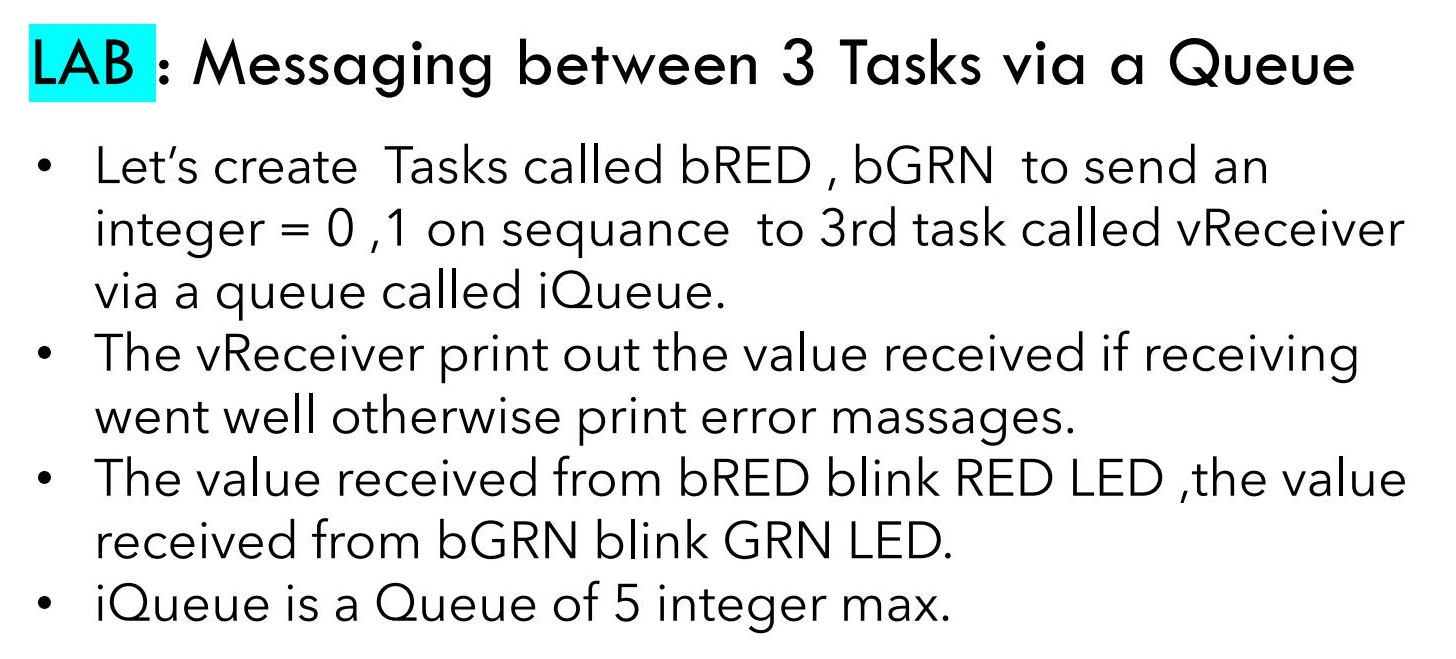 LAB : Messaging between 3 Tasks via a Queue
• Let’s create Tasks called bRED , bGRN to send an
integer = 0 ,1 on sequance to 3rd task called vReceiver
via a queue called iQueue.
• The vReceiver print out the value received if receiving
went well otherwise print error massages.
• The value received from bRED blink RED LED ,the value
received from bGRN blink GRN LED.
• iQueue is a Queue of 5 integer max.